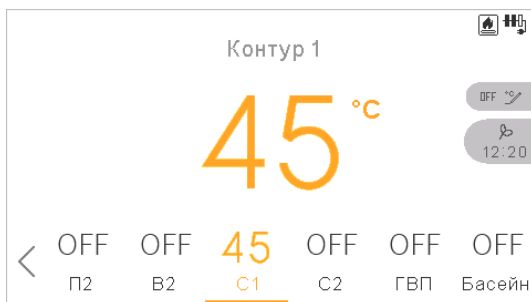 Контур 1
45 °C
OFF °C
12:20
OFF OFF 45 OFF OFF OFF
П2 В2 С1 С2 ГВП Басейн